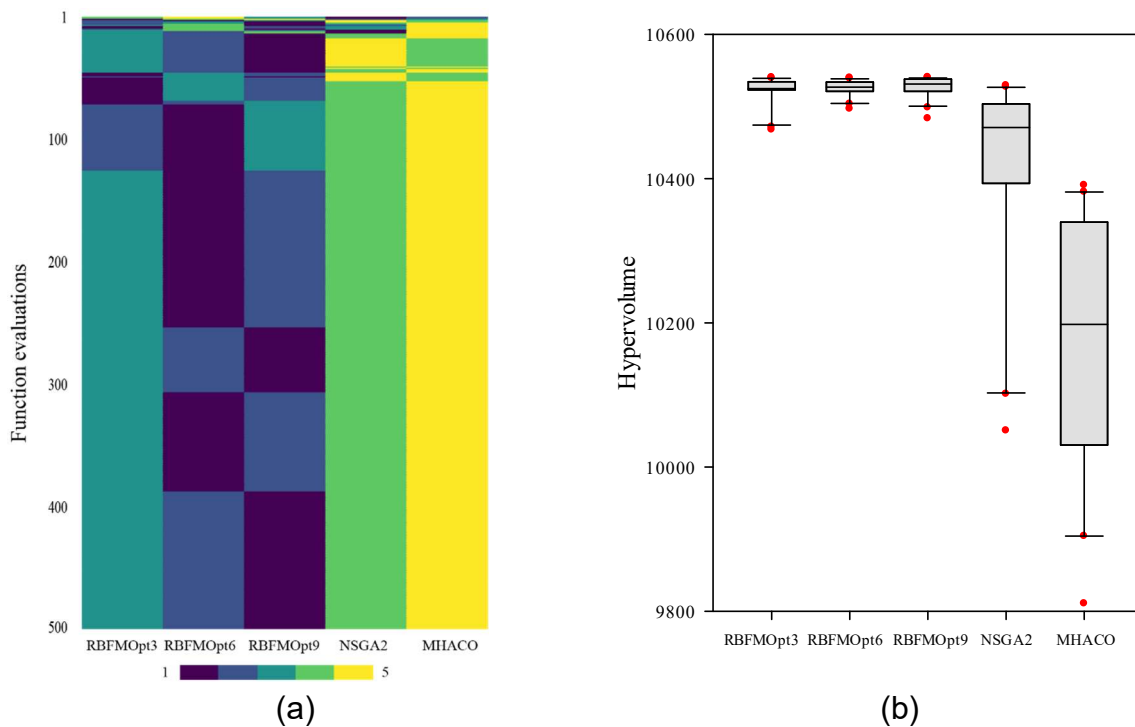 Function evaluations
1
100
200
300
400
500
RBFMOpt3 RBFMOpt6 RBFMOpt9 NSGA2 MHACO
1 5
(a)
Hypervolume
10600
10400
10200
10000
9800
RBFMOpt3 RBFMOpt6 RBFMOpt9 NSGA2 MHACO
(b)